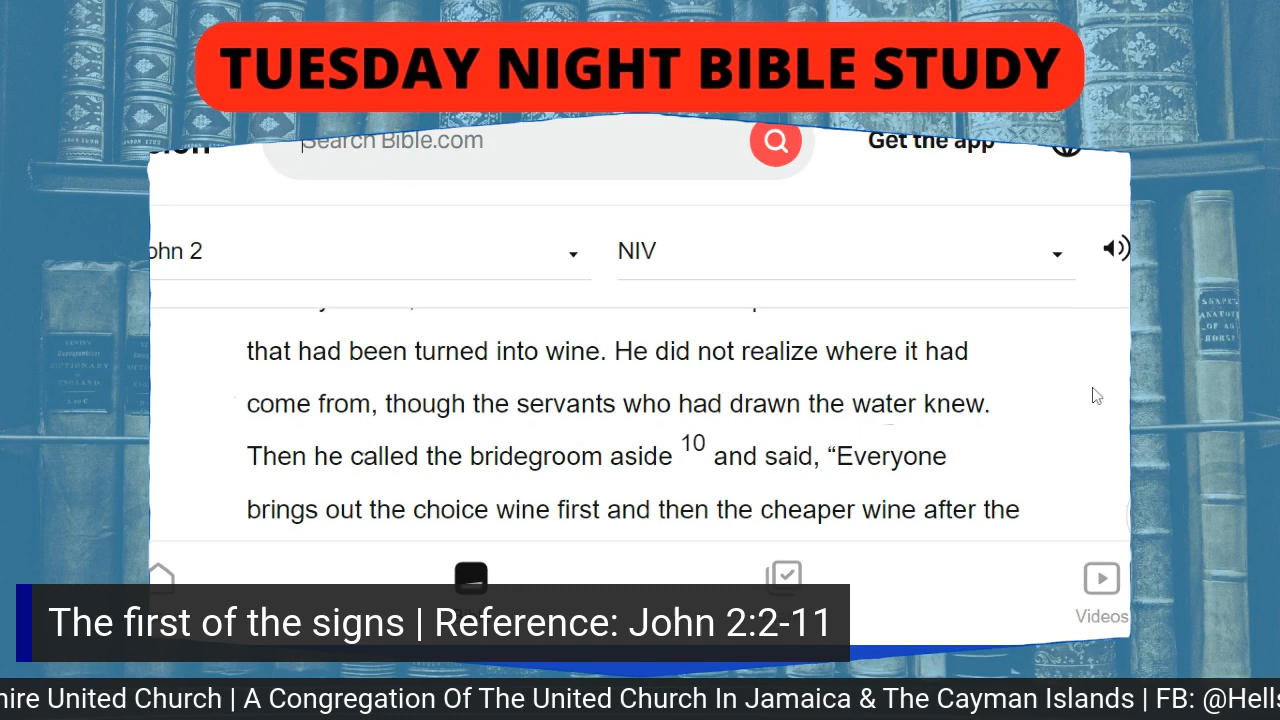 TUESDAY NIGHT BIBLE STUDY
Search Bible.com
Get the app
ohn 2
NIV
that had been turned into wine. He did not realize where it had
come from, though the servants who had drawn the water knew.
Then he called the bridegroom aside 10 and said, “Everyone
brings out the choice wine first and then the cheaper wine after the
Videos
The first of the signs | Reference: John 2:2-11
hire United Church | A Congregation Of The United Church In Jamaica & The Cayman Islands | FB: @Hells